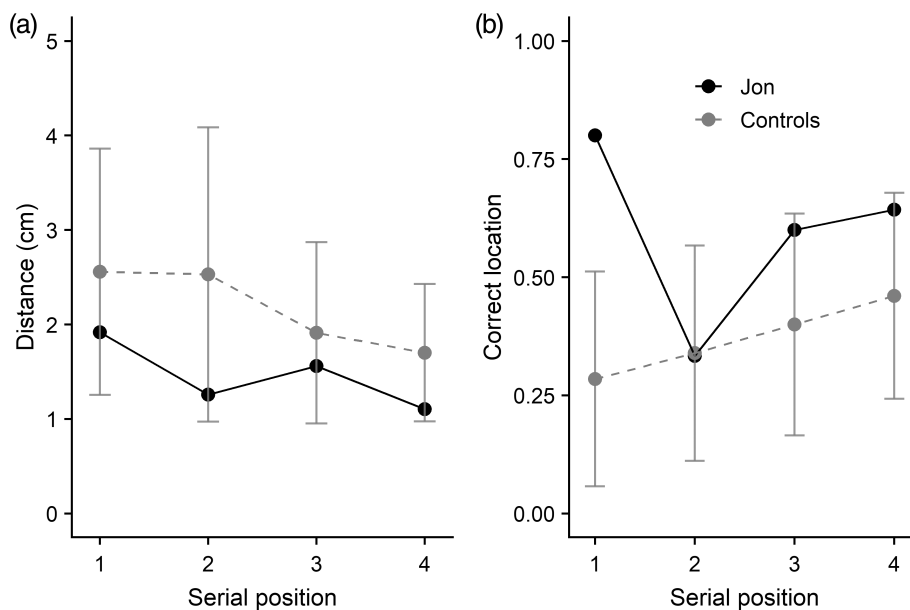 (a)
5
4
3
2
1
0
Distance (cm)
1 2 3 4
Serial position
(b)
1.00
0.75
0.50
0.25
0.00
Correct location
Jon
Controls
1 2 3 4
Serial position